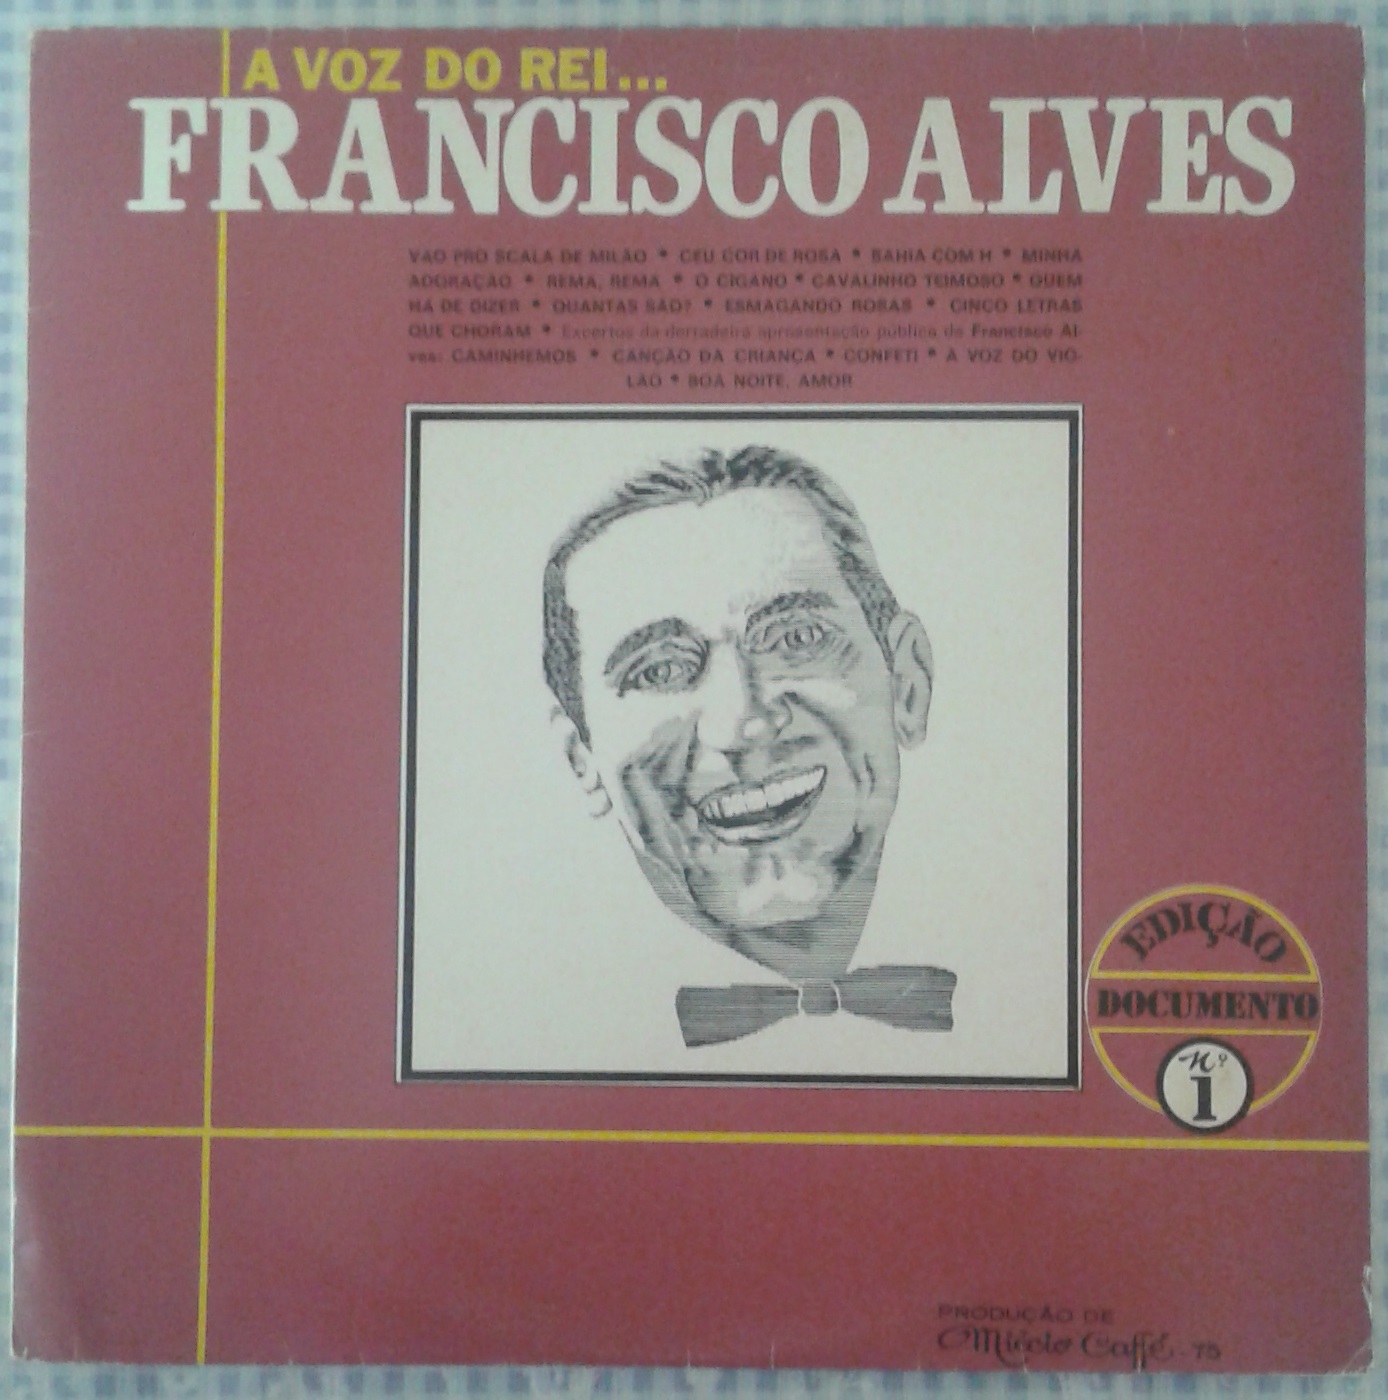 A VOZ DO REI...
FRANCISCO ALVES
VAO PRO SCALA DE MILÃO * CEU COR DE ROSA * BAHIA COM H * MINHA
ADORAÇÃO * REMA, REMA * O CIGANO * CAVALINHO TEIMOSO * QUEM
HÁ DE DIZER * QUANTAS SÃO? * ESMAGANDO ROSAS * CINCO LETRAS
QUE CHORAM * Excertos da derradeira apresentação pública de Francisco Al-
ves: CAMINHEMOS * CANÇÃO DA CRIANÇA * CONFETI * A VOZ DO VIO-
LÃO * BOA NOITE, AMOR
EDIÇÃO
DOCUMENTO
Nº
1
PRODUÇÃO DE
Miécio Caffé - 75